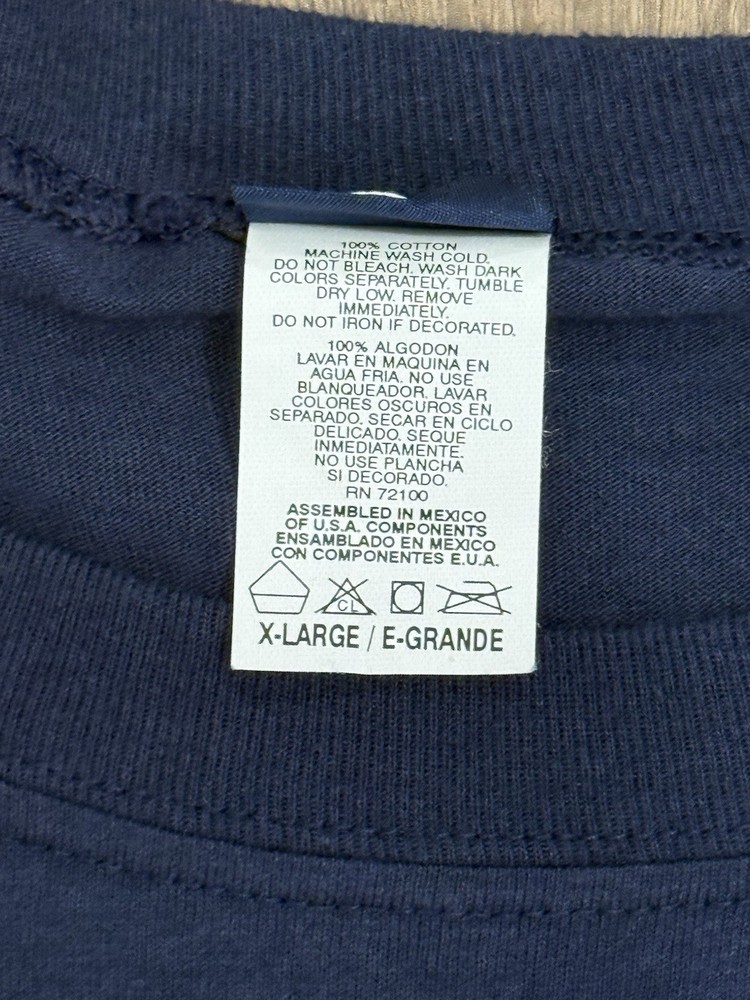 100% COTTON
MACHINE WASH COLD.
DO NOT BLEACH. WASH DARK
COLORS SEPARATELY. TUMBLE
DRY LOW. REMOVE
IMMEDIATELY.
DO NOT IRON IF DECORATED.
100% ALGODON
LAVAR EN MAQUINA EN
AGUA FRIA. NO USE
BLANQUEADOR. LAVAR
COLORES OSCUROS EN
SEPARADO. SECAR EN CICLO
DELICADO. SEQUE
INMEDIATAMENTE.
NO USE PLANCHA
SI DECORADO.
RN 72100
ASSEMBLED IN MEXICO
OF U.S.A. COMPONENTS
ENSAMBLADO EN MEXICO
CON COMPONENTES E.U.A.
CL
X-LARGE / E-GRANDE